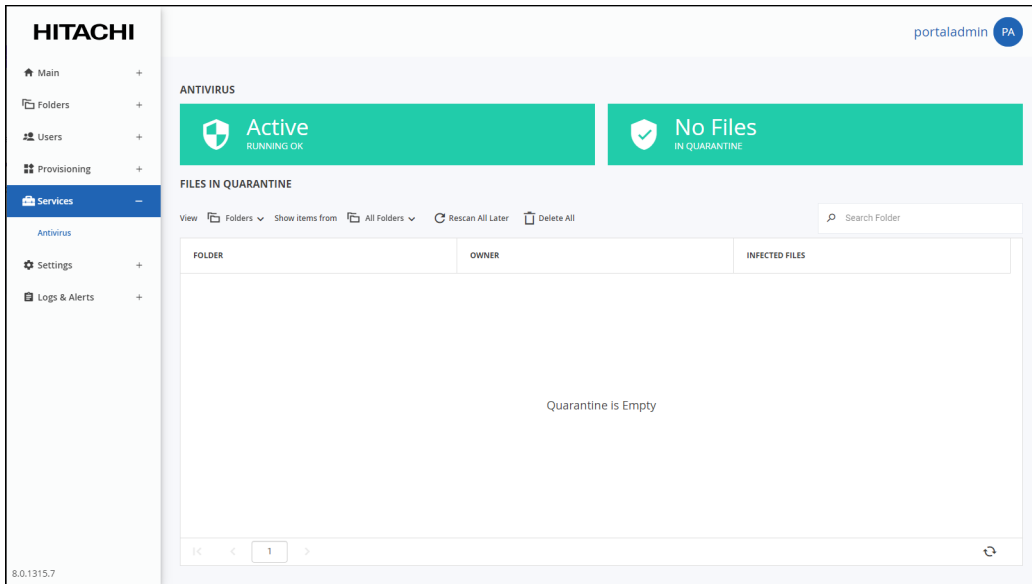 HITACHI
portaladmin PA
Main +
Folders +
Users +
Provisioning +
Services −
Antivirus
Settings +
Logs & Alerts +
8.0.1315.7
ANTIVIRUS
Active
RUNNING OK
No Files
IN QUARANTINE
FILES IN QUARANTINE
View Folders Show items from All Folders Rescan All Later Delete All Search Folder
FOLDER OWNER INFECTED FILES
Quarantine is Empty
1